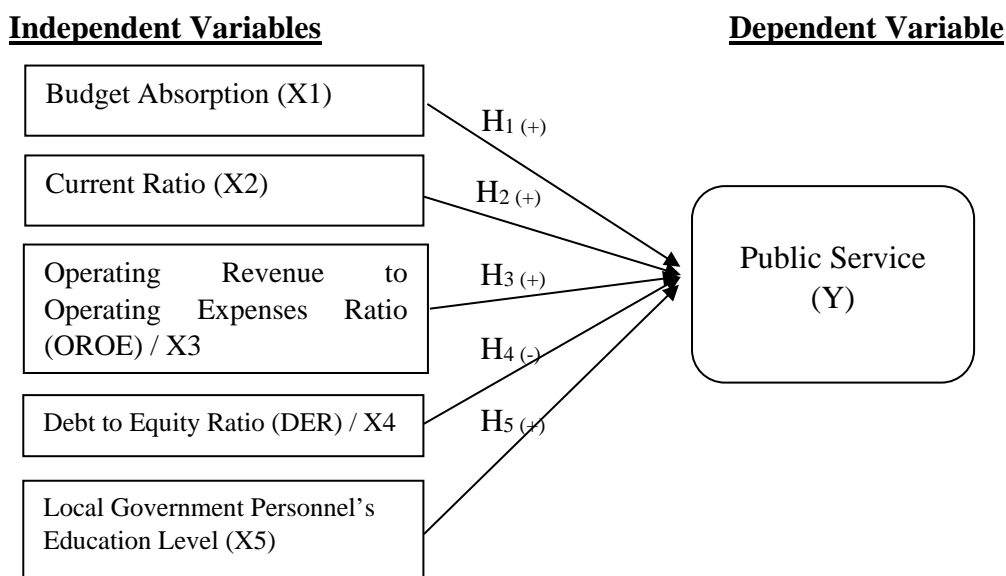 Independent Variables
Dependent Variable
Budget Absorption (X1)
H1 (+)
Current Ratio (X2)
H2 (+)
Operating Revenue to
Operating Expenses Ratio
(OROE) / X3
H3 (+)
Public Service
(Y)
H4 (-)
Debt to Equity Ratio (DER) / X4
H5 (+)
Local Government Personnel’s
Education Level (X5)